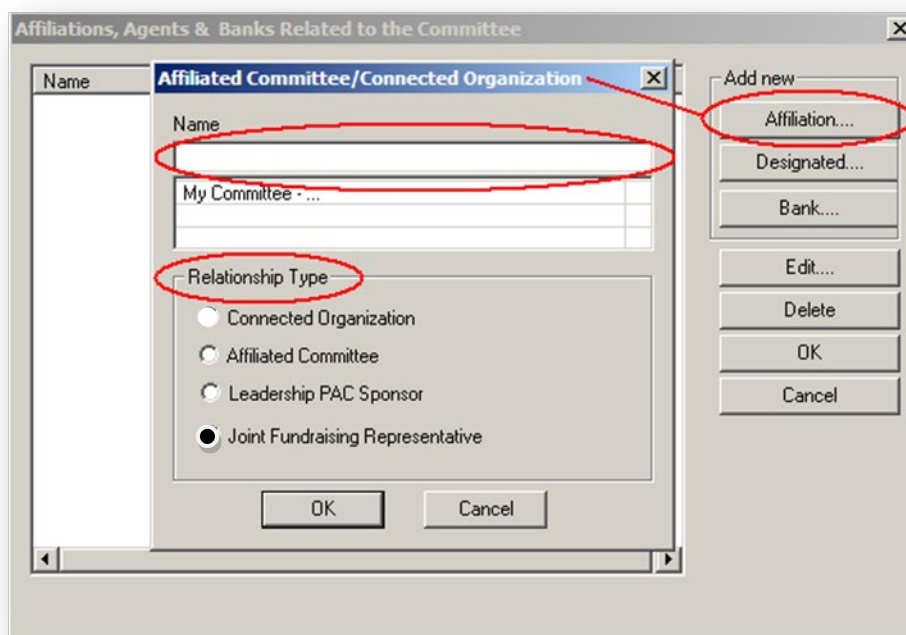 Affiliations, Agents & Banks Related to the Committee
Name
Affiliated Committee/Connected Organization
Name
My Committee - ...
Relationship Type
Connected Organization
Affiliated Committee
Leadership PAC Sponsor
Joint Fundraising Representative
OK
Cancel
Add new
Affiliation....
Designated....
Bank....
Edit....
Delete
OK
Cancel